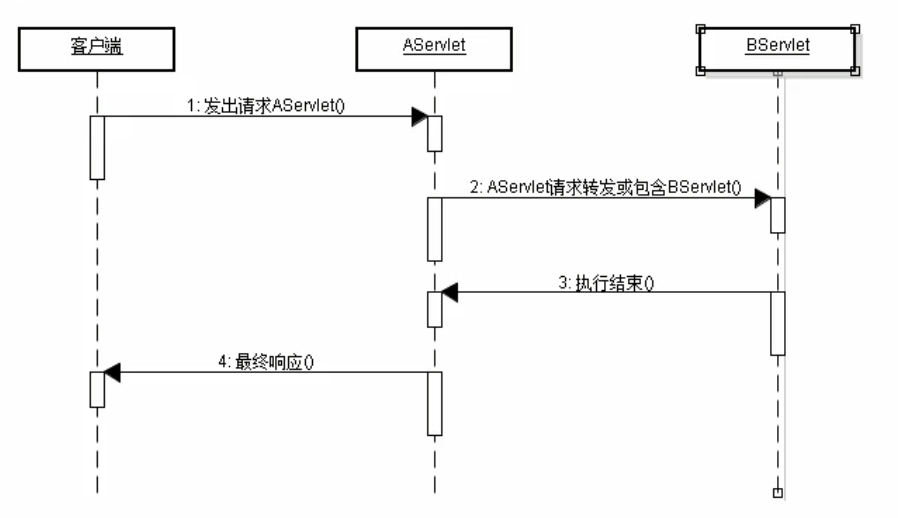 客户端
AServlet
BServlet
1: 发出请求AServlet()
2: AServlet请求转发或包含BServlet()
3: 执行结束()
4: 最终响应()